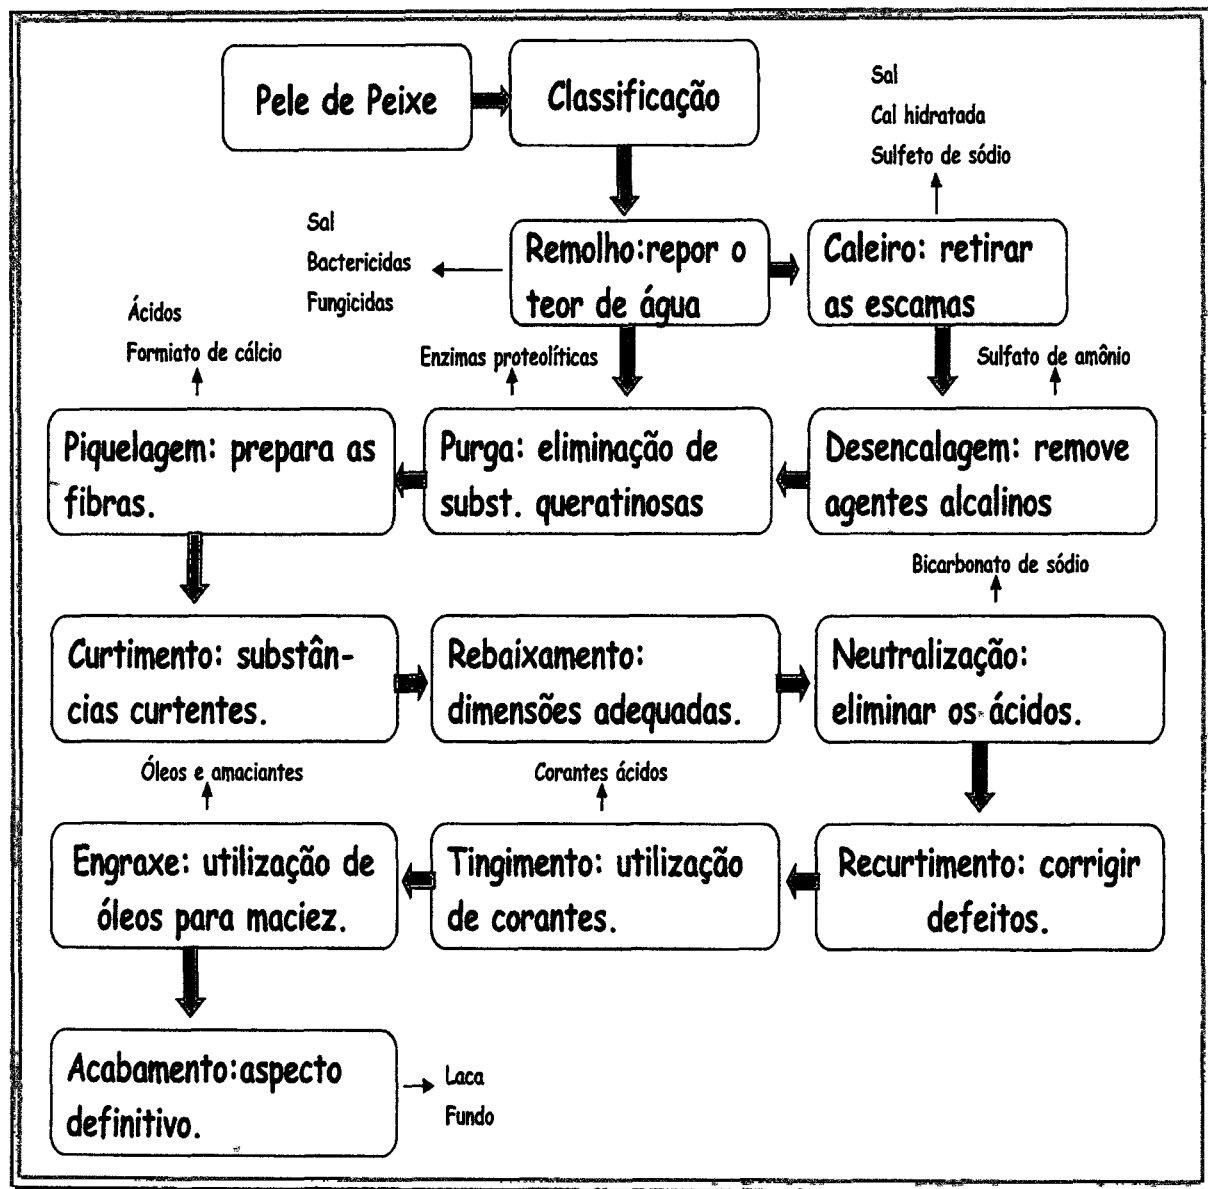 Pele de Peixe
Classificação
Sal
Cal hidratada
Sulfeto de sódio
Sal
Bactericidas
Fungicidas
Remolho:repor o
teor de água
Caleiro: retirar
as escamas
Ácidos
Formiato de cálcio
Enzimas proteolíticas
Sulfato de amônio
Piquelagem: prepara as
fibras.
Purga: eliminação de
subst. queratinosas
Desencalagem: remove
agentes alcalinos
Bicarbonato de sódio
Curtimento: substân-
cias curtentes.
Rebaixamento:
dimensões adequadas.
Neutralização:
eliminar os ácidos.
Óleos e amaciantes
Corantes ácidos
Engraxe: utilização de
óleos para maciez.
Tingimento: utilização
de corantes.
Recurtimento: corrigir
defeitos.
Acabamento:aspecto
definitivo.
Laca
Fundo